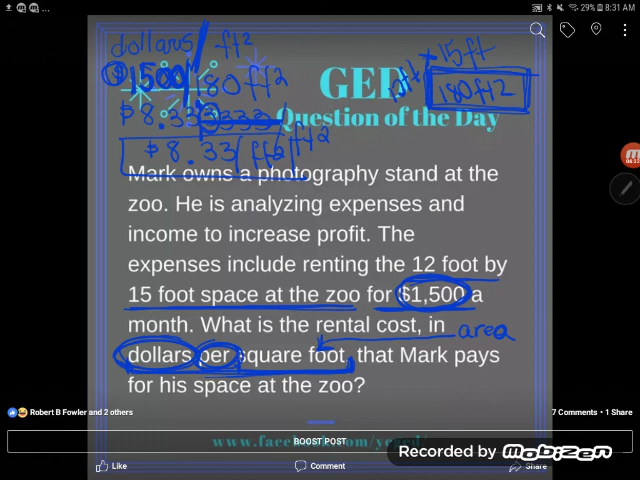 29% 8:31 AM
dollars / ft2
$1500 / 180ft2
12ft x 15ft
180ft2
GED
Question of the Day
$8.333333/ft2
$8.33/ft2
Mark owns a photography stand at the
zoo. He is analyzing expenses and
income to increase profit. The
expenses include renting the 12 foot by
15 foot space at the zoo for $1,500 a
month. What is the rental cost, in
area
dollars per square foot, that Mark pays
for his space at the zoo?
Robert B Fowler and 2 others
7 Comments • 1 Share
BOOST POST
Recorded by Mobizen
Like
Comment
Share